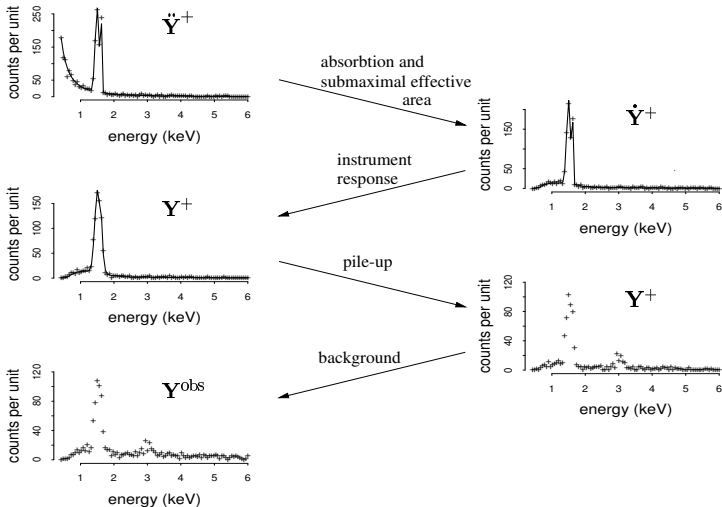 counts per unit
250
150
50
0
Ÿ+
1
2
3
4
5
6
energy (keV)
absorbtion and
submaximal effective
area
counts per unit
150
50
0
Ẏ+
1
2
3
4
5
6
energy (keV)
instrument
response
counts per unit
150
100
50
0
Y+
1
2
3
4
5
6
energy (keV)
pile-up
counts per unit
120
80
40
0
Y+
1
2
3
4
5
6
energy (keV)
background
counts per unit
120
80
40
0
Yobs
1
2
3
4
5
6
energy (keV)